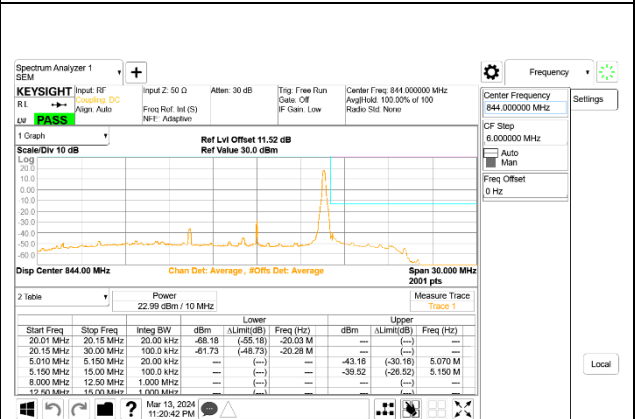 Spectrum Analyzer 1
SEM
Frequency
KEYSIGHT Input: RF Input Z: 50 Ω Atten: 30 dB Trig: Free Run Center Freq: 844.000000 MHz
Coupling: DC Gate: Off Avg|Hold: 100.00% of 100
Align: Auto Freq Ref: Int (S) IF Gain: Low Radio Std: None
NFE: Adaptive
PASS
Center Frequency
844.000000 MHz
Settings
CF Step
6.000000 MHz
Auto
Man
Freq Offset
0 Hz
1 Graph
Ref Lvl Offset 11.52 dB
Scale/Div 10 dB Ref Value 30.0 dBm
Log
20.0
10.0
0.00
-10.0
-20.0
-30.0
-40.0
-50.0
-60.0
Disp Center 844.00 MHz Chan Det: Average, #Offs Det: Average Span 30.000 MHz
2001 pts
2 Table
Power
22.99 dBm / 10 MHz
Measure Trace
Trace 1
Lower Upper
Start Freq Stop Freq Integ BW dBm ΔLimit(dB) Freq (Hz) dBm ΔLimit(dB) Freq (Hz)
20.01 MHz 20.15 MHz 20.00 kHz -68.18 (-55.18) -20.03 M --- (---) ---
20.15 MHz 30.00 MHz 100.0 kHz -61.73 (-48.73) -20.28 M --- (---) ---
5.010 MHz 5.150 MHz 20.00 kHz --- (---) --- -43.16 (-30.16) 5.070 M
5.150 MHz 15.00 MHz 100.0 kHz --- (---) --- -39.52 (-26.52) 5.150 M
8.000 MHz 12.50 MHz 1.000 MHz --- (---) --- --- (---) ---
12.50 MHz 15.00 MHz 1.000 MHz --- (---) --- --- (---) ---
Local
Mar 13, 2024
11:20:42 PM